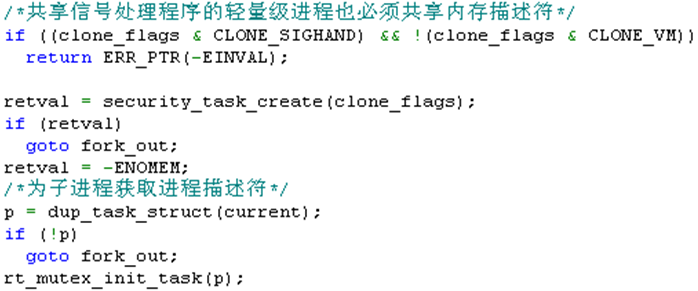 /*共享信号处理程序的轻量级进程也必须共享内存描述符*/
if ((clone_flags & CLONE_SIGHAND) && !(clone_flags & CLONE_VM))
  return ERR_PTR(-EINVAL);

retval = security_task_create(clone_flags);
if (retval)
  goto fork_out;
retval = -ENOMEM;
/*为子进程获取进程描述符*/
p = dup_task_struct(current);
if (!p)
  goto fork_out;
rt_mutex_init_task(p);